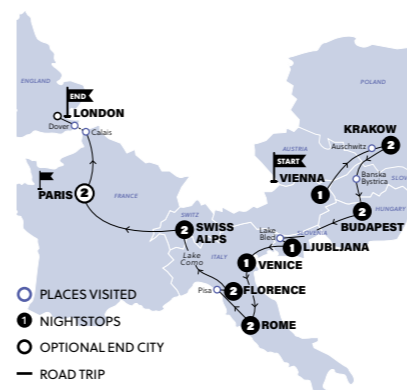 ENGLAND
POLAND
END
LONDON
Dover
Calais
KRAKOW
2
Auschwitz
AUSTRIA
START
VIENNA
1
Banska
Bystrica
SLOV
PARIS
2
FRANCE
HUNGARY
2
BUDAPEST
SWITZ
2
SWISS
ALPS
Lake
Bled
SLOVENIA
1
LJUBLJANA
Lake
Como
ITALY
1
VENICE
Pisa
2
FLORENCE
2
ROME
PLACES VISITED
1
NIGHTSTOPS
OPTIONAL END CITY
ROAD TRIP